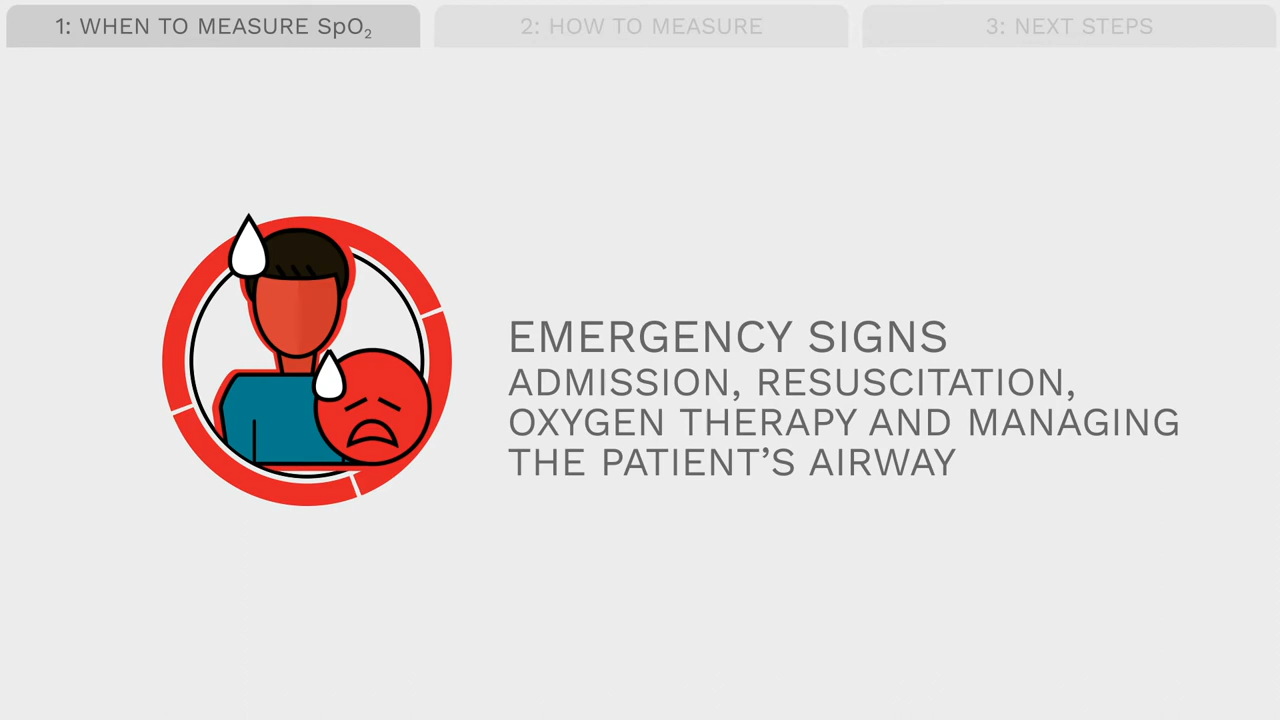 1: WHEN TO MEASURE SpO₂
2: HOW TO MEASURE
3: NEXT STEPS
EMERGENCY SIGNS
ADMISSION, RESUSCITATION,
OXYGEN THERAPY AND MANAGING
THE PATIENT’S AIRWAY